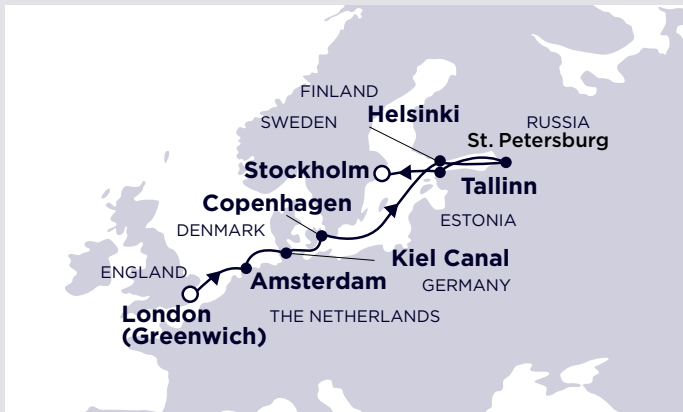 FINLAND
Helsinki
SWEDEN
RUSSIA
St. Petersburg
Stockholm
Tallinn
Copenhagen
ESTONIA
DENMARK
Kiel Canal
ENGLAND
Amsterdam
GERMANY
London
(Greenwich)
THE NETHERLANDS